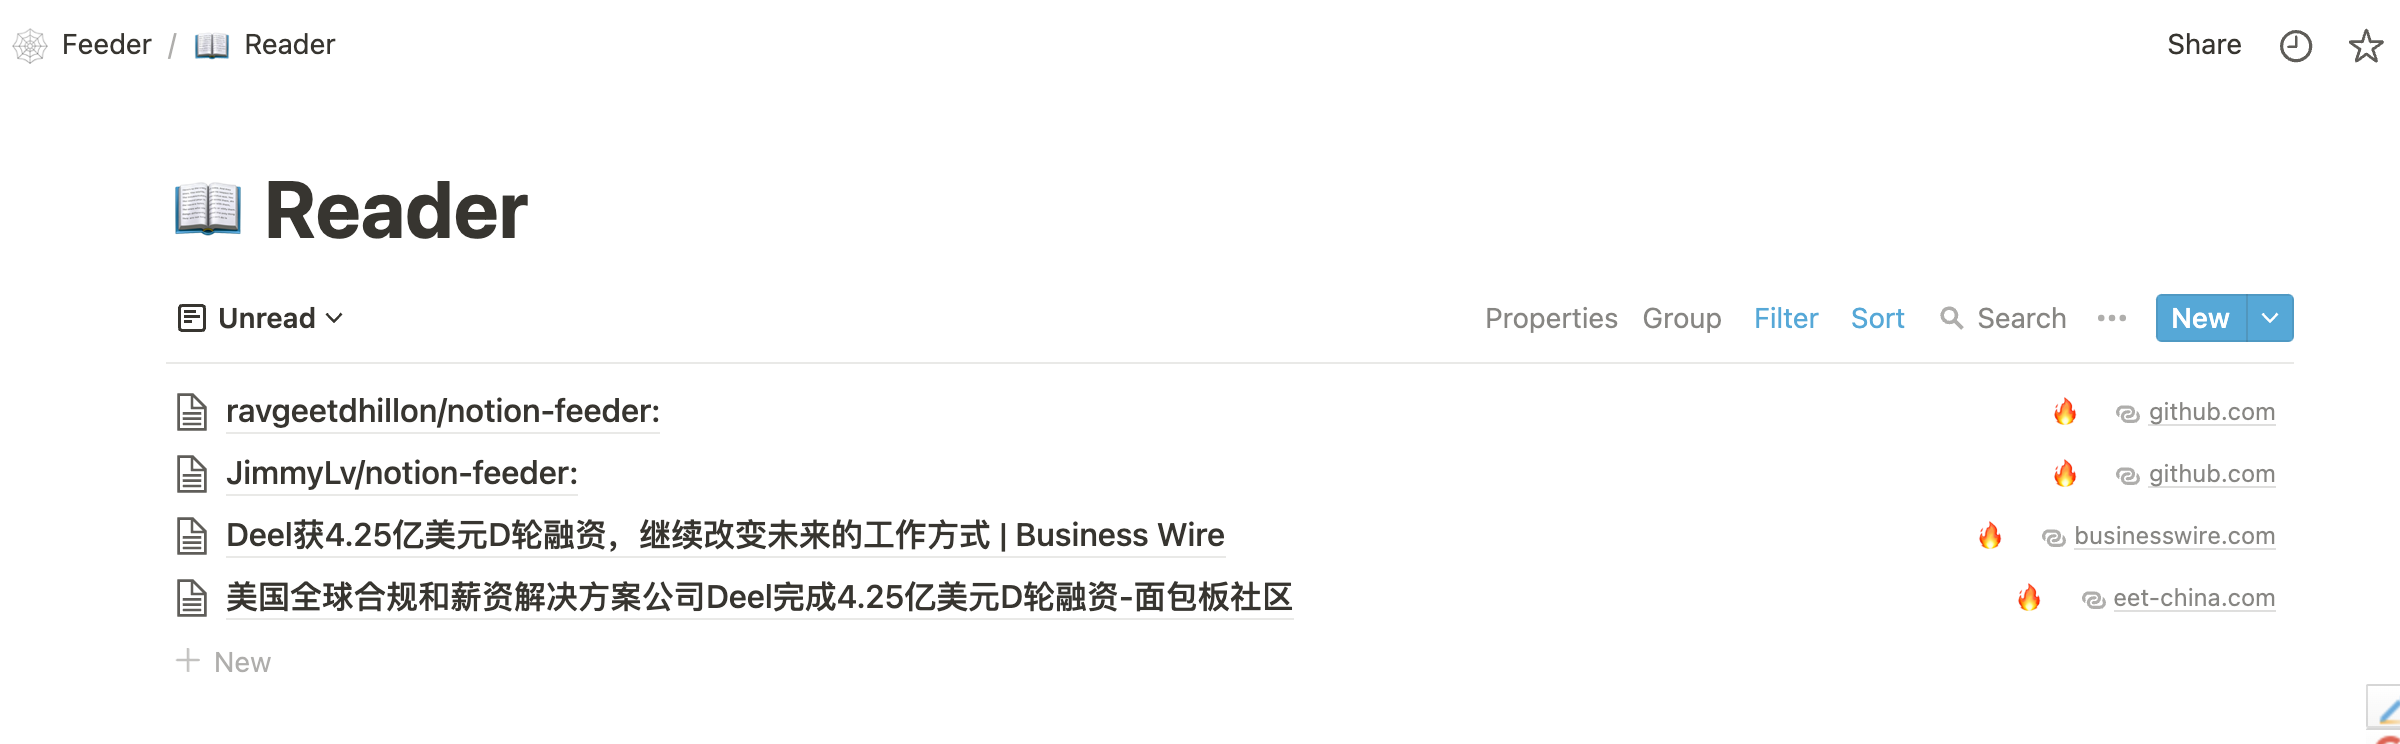 Feeder / Reader
Share
Reader
Unread
Properties Group Filter Sort Search New
ravgeetdhillon/notion-feeder: github.com
JimmyLv/notion-feeder: github.com
Deel获4.25亿美元D轮融资，继续改变未来的工作方式 | Business Wire businesswire.com
美国全球合规和薪资解决方案公司Deel完成4.25亿美元D轮融资-面包板社区 eet-china.com
New